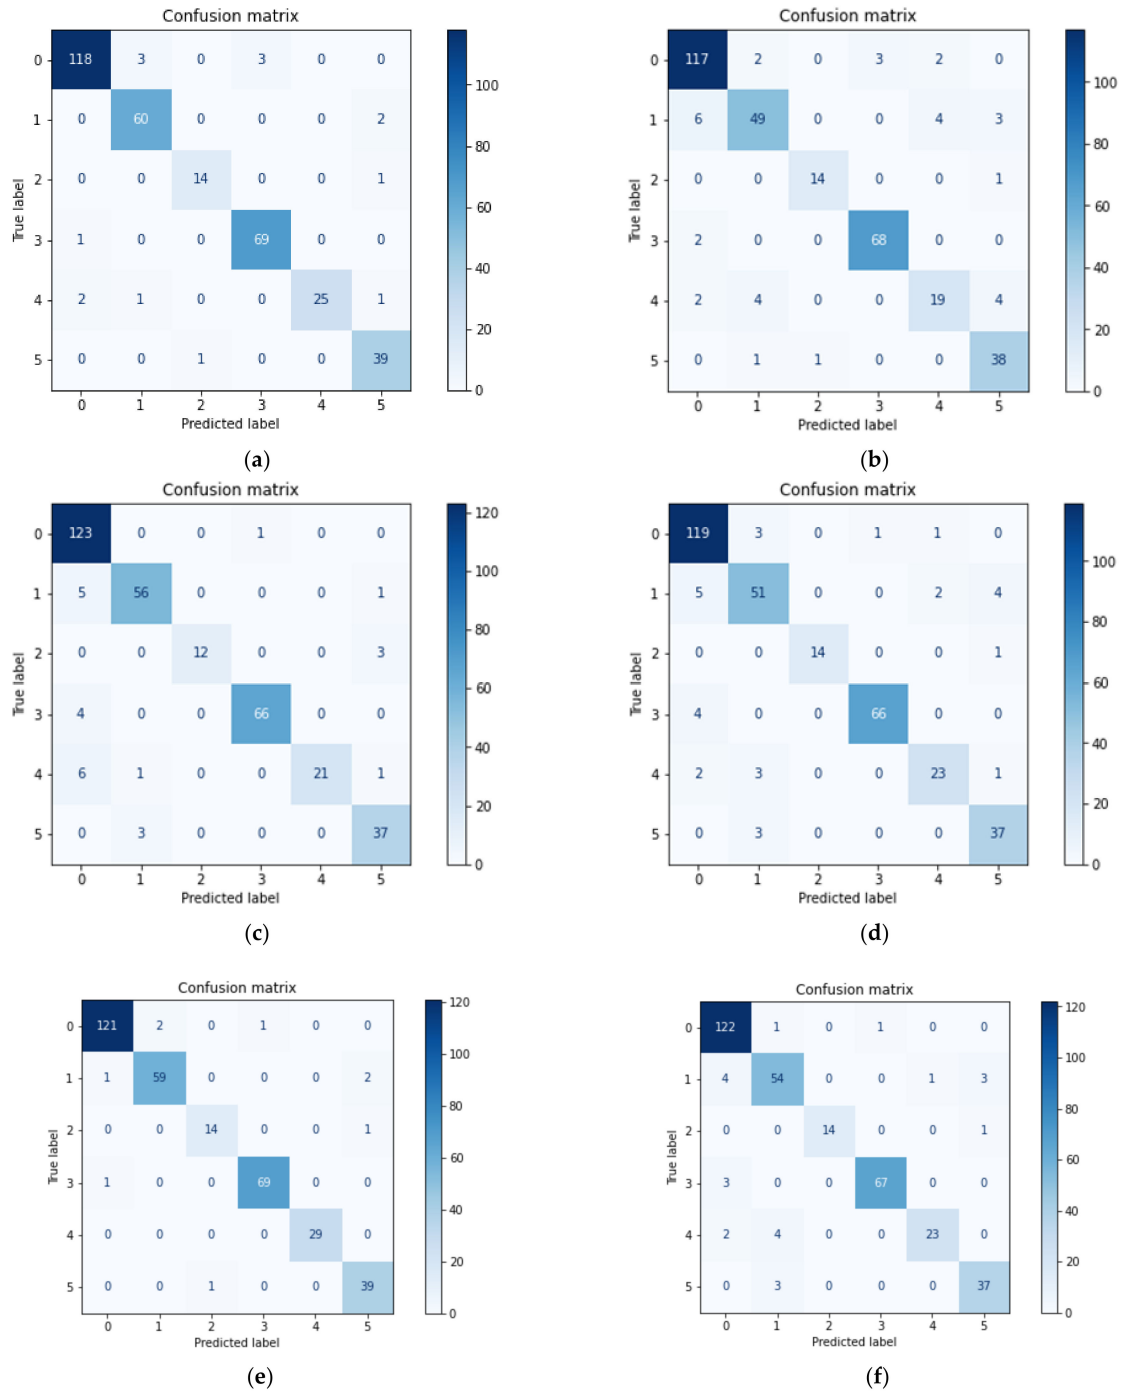 Confusion matrix
0 118 3 0 3 0 0
1 0 60 0 0 0 2
2 0 0 14 0 0 1
3 1 0 0 69 0 0
4 2 1 0 0 25 1
5 0 0 1 0 0 39
0 1 2 3 4 5
Predicted label
True label
100
80
60
40
20
0
(a)
Confusion matrix
0 117 2 0 3 2 0
1 6 49 0 0 4 3
2 0 0 14 0 0 1
3 2 0 0 68 0 0
4 2 4 0 0 19 4
5 0 1 1 0 0 38
0 1 2 3 4 5
Predicted label
True label
100
80
60
40
20
0
(b)
Confusion matrix
0 123 0 0 1 0 0
1 5 56 0 0 0 1
2 0 0 12 0 0 3
3 4 0 0 66 0 0
4 6 1 0 0 21 1
5 0 3 0 0 0 37
0 1 2 3 4 5
Predicted label
True label
120
100
80
60
40
20
0
(c)
Confusion matrix
0 119 3 0 1 1 0
1 5 51 0 0 2 4
2 0 0 14 0 0 1
3 4 0 0 66 0 0
4 2 3 0 0 23 1
5 0 3 0 0 0 37
0 1 2 3 4 5
Predicted label
True label
100
80
60
40
20
0
(d)
Confusion matrix
0 121 2 0 1 0 0
1 1 59 0 0 0 2
2 0 0 14 0 0 1
3 1 0 0 69 0 0
4 0 0 0 0 29 0
5 0 0 1 0 0 39
0 1 2 3 4 5
Predicted label
True label
120
100
80
60
40
20
0
(e)
Confusion matrix
0 122 1 0 1 0 0
1 4 54 0 0 1 3
2 0 0 14 0 0 1
3 3 0 0 67 0 0
4 2 4 0 0 23 0
5 0 3 0 0 0 37
0 1 2 3 4 5
Predicted label
True label
120
100
80
60
40
20
0
(f)